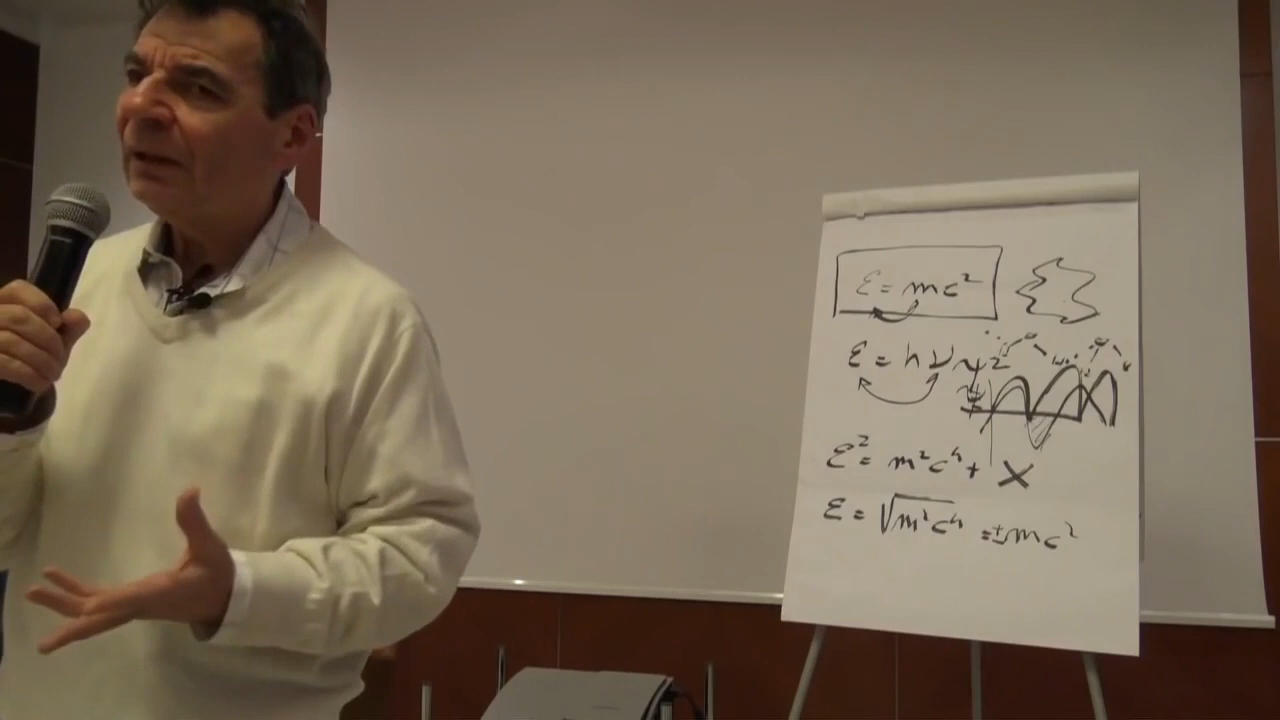 E = mc²
E = hν
E² = m²c⁴ + X
E = √m²c⁴ = ± mc²